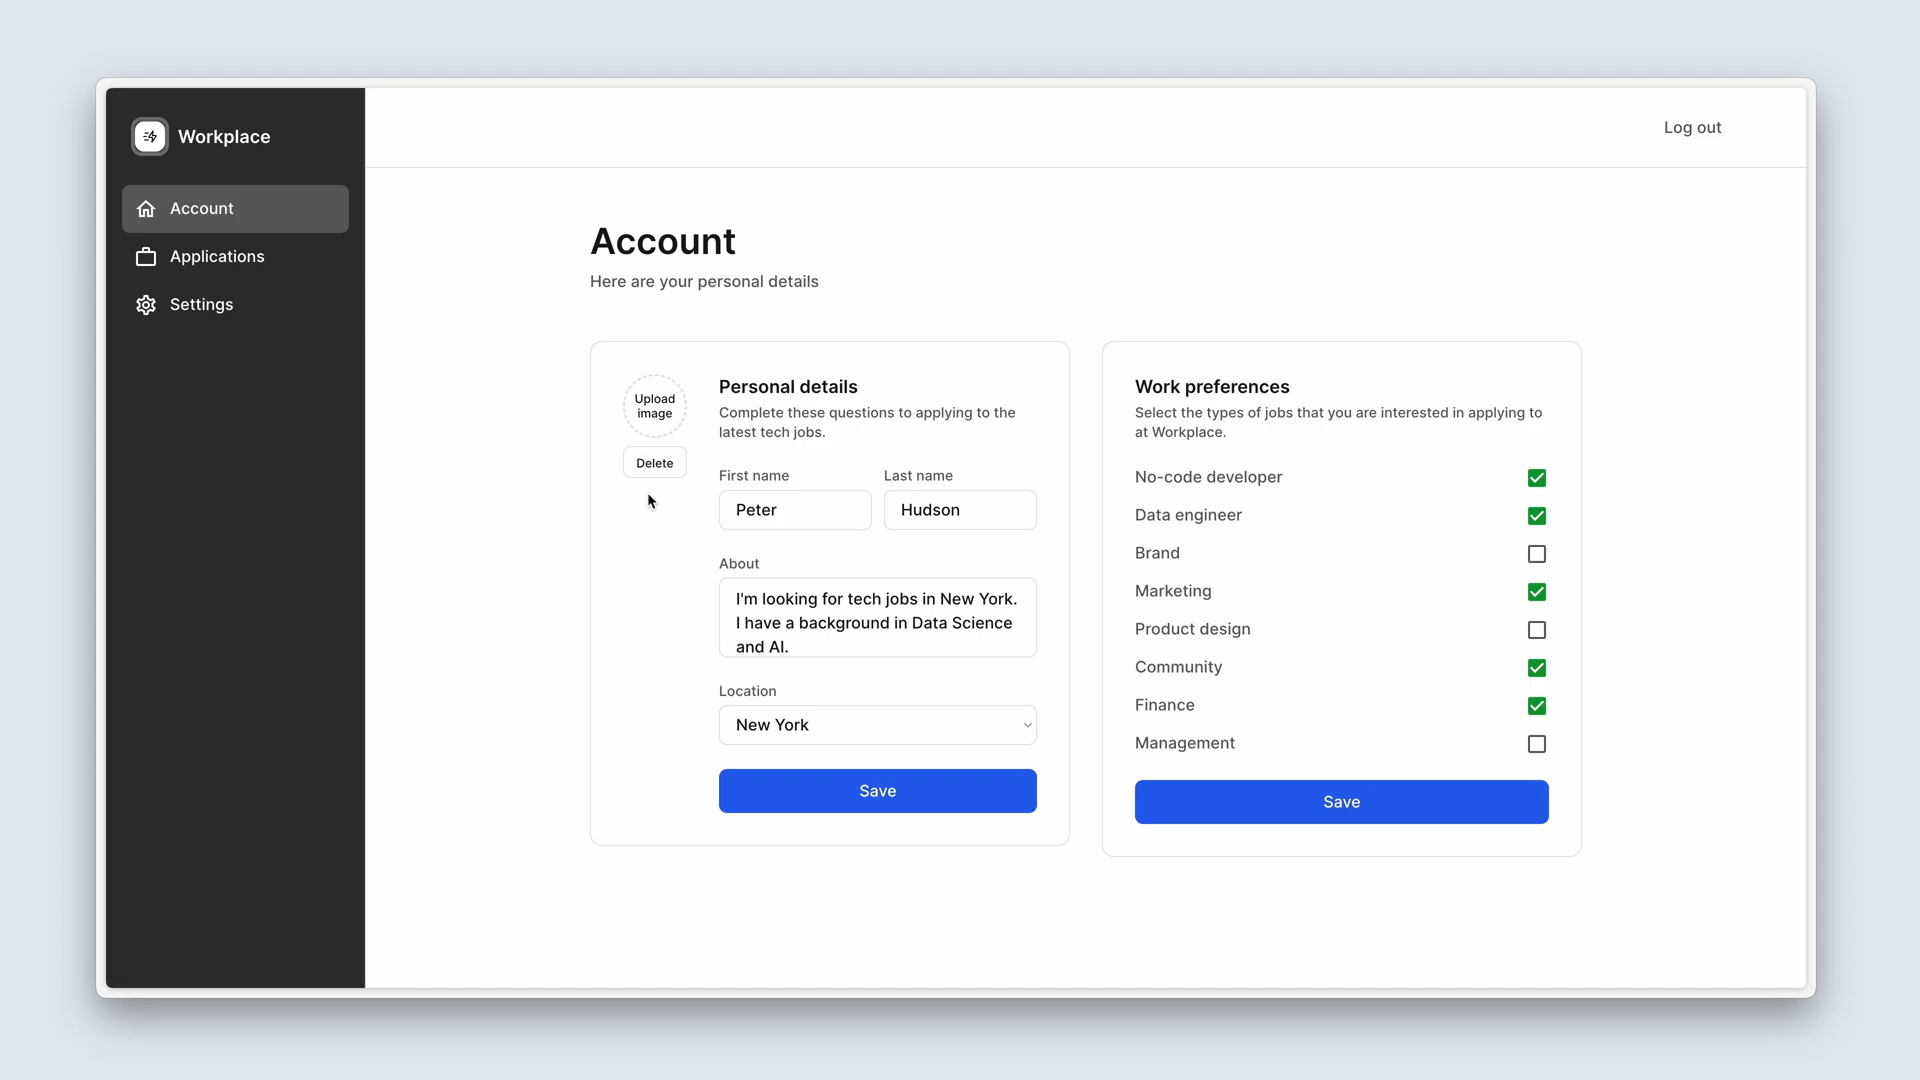 Workplace
Account
Applications
Settings
Log out
Account
Here are your personal details
Upload
image
Delete
Personal details
Complete these questions to applying to the
latest tech jobs.
First name
Last name
Peter
Hudson
About
I'm looking for tech jobs in New York.
I have a background in Data Science
and AI.
Location
New York
Save
Work preferences
Select the types of jobs that you are interested in applying to
at Workplace.
No-code developer
Data engineer
Brand
Marketing
Product design
Community
Finance
Management
Save